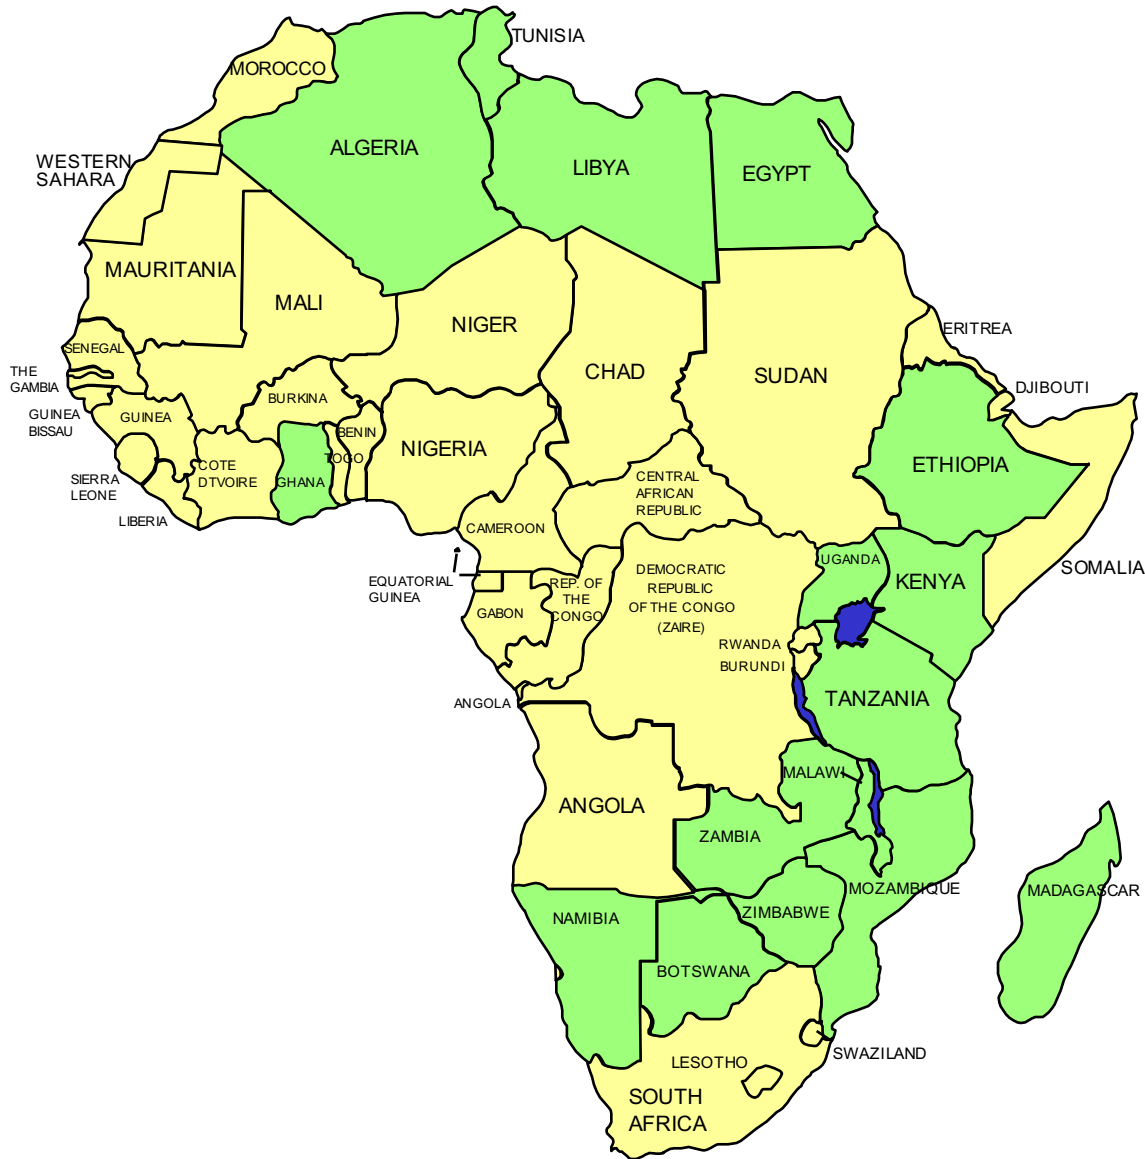 TUNISIA
MOROCCO
ALGERIA
LIBYA
EGYPT
WESTERN
SAHARA
MAURITANIA
MALI
NIGER
CHAD
SUDAN
ERITREA
SENEGAL
THE
GAMBIA
DJIBOUTI
BURKINA
GUINEA
GUINEA
BISSAU
BENIN
NIGERIA
TOGO
ETHIOPIA
COTE
DTVOIRE
GHANA
SIERRA
LEONE
CENTRAL
AFRICAN
REPUBLIC
LIBERIA
CAMEROON
UGANDA
KENYA
SOMALIA
EQUATORIAL
GUINEA
REP. OF
THE
CONGO
DEMOCRATIC
REPUBLIC
OF THE CONGO
(ZAIRE)
GABON
RWANDA
BURUNDI
ANGOLA
TANZANIA
MALAWI
ANGOLA
ZAMBIA
MOZAMBIQUE
MADAGASCAR
NAMIBIA
ZIMBABWE
BOTSWANA
SWAZILAND
LESOTHO
SOUTH
AFRICA